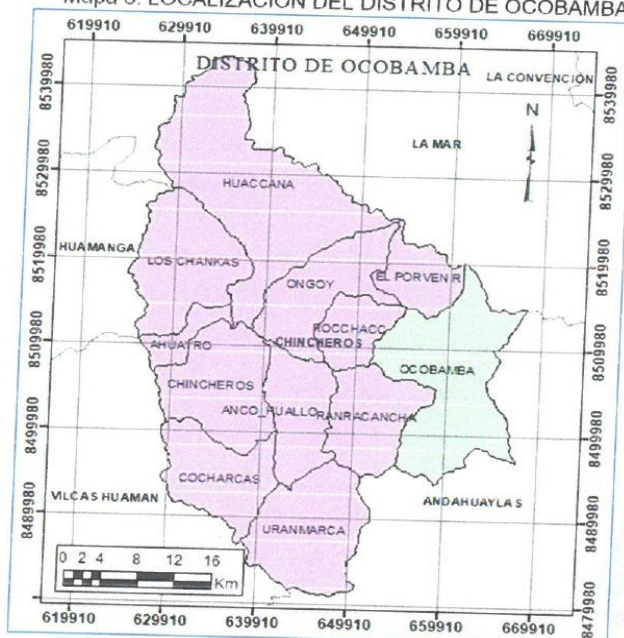 Mapa 3. LOCALIZACIÓN DEL DISTRITO DE OCOBAMBA
619910 629910 639910 649910 659910 669910
DISTRITO DE OCOBAMBA
LA CONVENCIÓN
8539980 8539980
N
LA MAR
8529980 8529980
HUACCANA
HUAMANGA
LOS CHANKAS
8519980 8519980
ONGOY
EL PORVENIR
ROCCHACC
8509980 8509980
AHUAYRO
CHINCHEROS
OCOBAMBA
CHINCHEROS
ANCO_HUALLO
RANRACANCHA
8499980 8499980
COCHARCAS
VILCAS HUAMAN
ANDAHUAYLAS
8489980 8489980
URANMARCA
0 2 4 8 12 16
Km
8479980
619910 629910 639910 649910 659910 669910